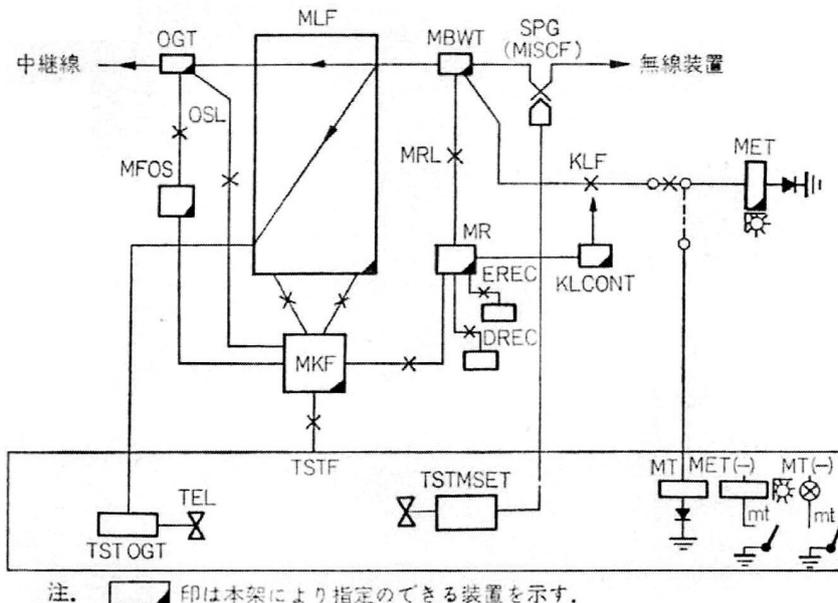 MLF
OGT
MBWT
SPG
(MISCF)
中継線
無線装置
OSL
MFOS
MRL
KLF
MET
MR
EREC
KLCONT
DREC
MKF
TSTF
TEL
TST OGT
TSTMSET
MT
MET(−)
MT(−)
mt
mt
注. 印は本架により指定のできる装置を示す.